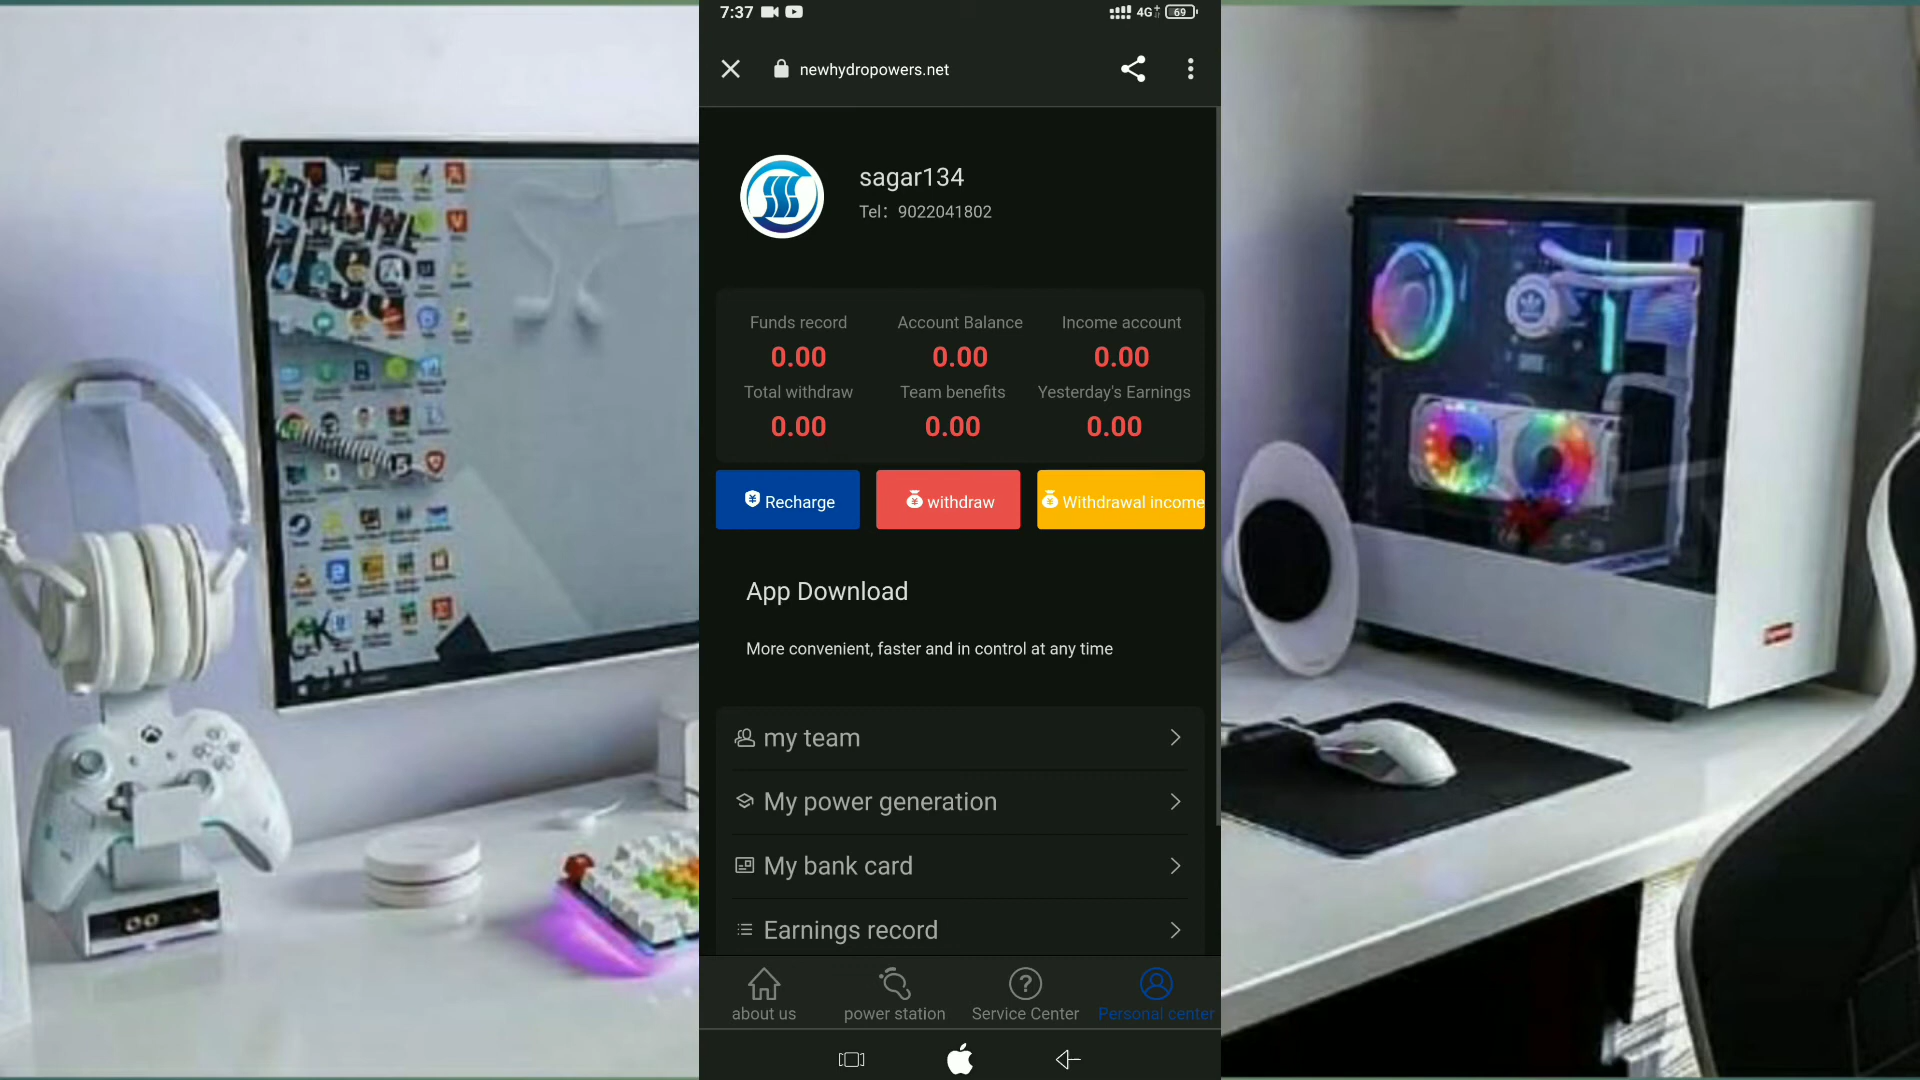 7:37
4G+
69
newhydropowers.net
sagar134
Tel: 9022041802
Funds record Account Balance Income account
0.00 0.00 0.00
Total withdraw Team benefits Yesterday's Earnings
0.00 0.00 0.00
Recharge withdraw Withdrawal income
App Download
More convenient, faster and in control at any time
my team
My power generation
My bank card
Earnings record
about us power station Service Center Personal center
CREATIVE
MESS